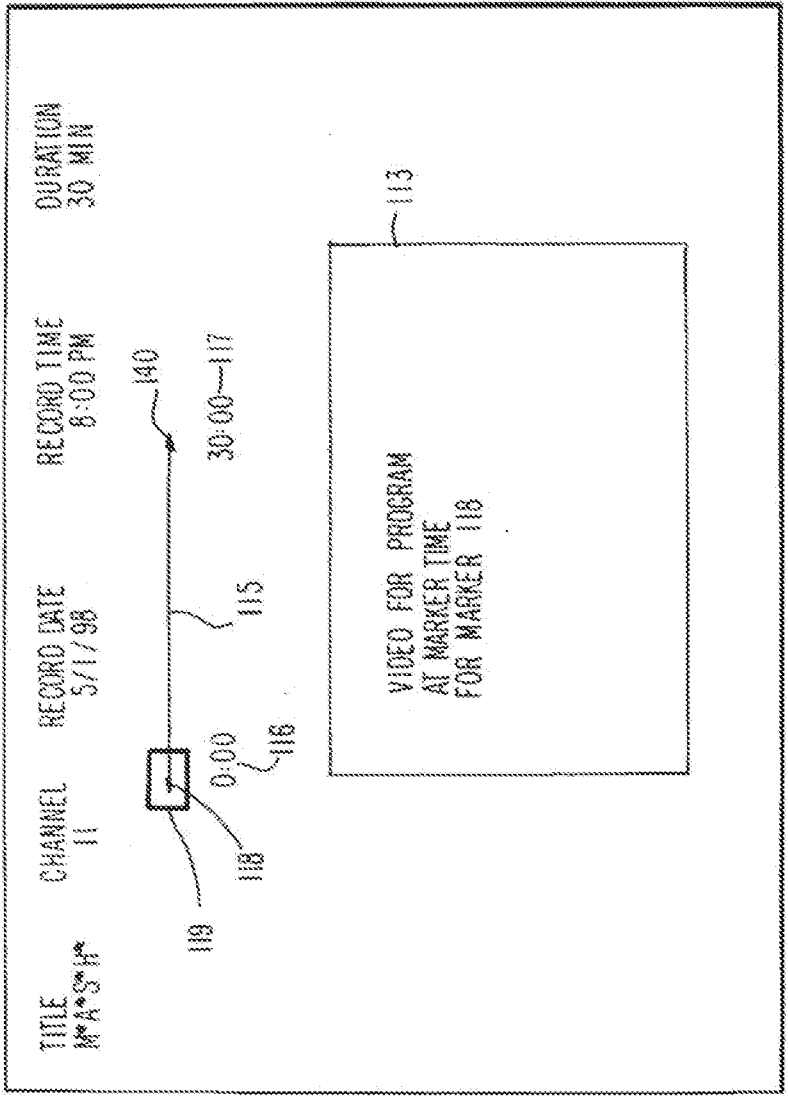 TITLE
M*A*S*H*
CHANNEL
11
RECORD DATE
5/1/98
RECORD TIME
8:00 PM
DURATION
30 MIN
119
118
0:00
116
115
140
30:00—117
113
VIDEO FOR PROGRAM
AT MARKER TIME
FOR MARKER 118